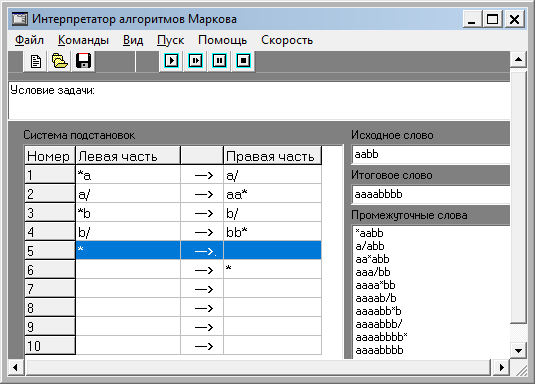 Интерпретатор алгоритмов Маркова
Файл Команды Вид Пуск Помощь Скорость
Условие задачи:
Система подстановок
Номер Левая часть Правая часть
1 *a —> a/
2 a/ —> aa*
3 *b —> b/
4 b/ —> bb*
5 * —>.
6 —> *
7 —>
8 —>
9 —>
10 —>
Исходное слово
aabb
Итоговое слово
aaaabbbb
Промежуточные слова
*aabb
a/abb
aa*abb
aaa/bb
aaaa*bb
aaaab/b
aaaabb*b
aaaabbb/
aaaabbbb*
aaaabbbb